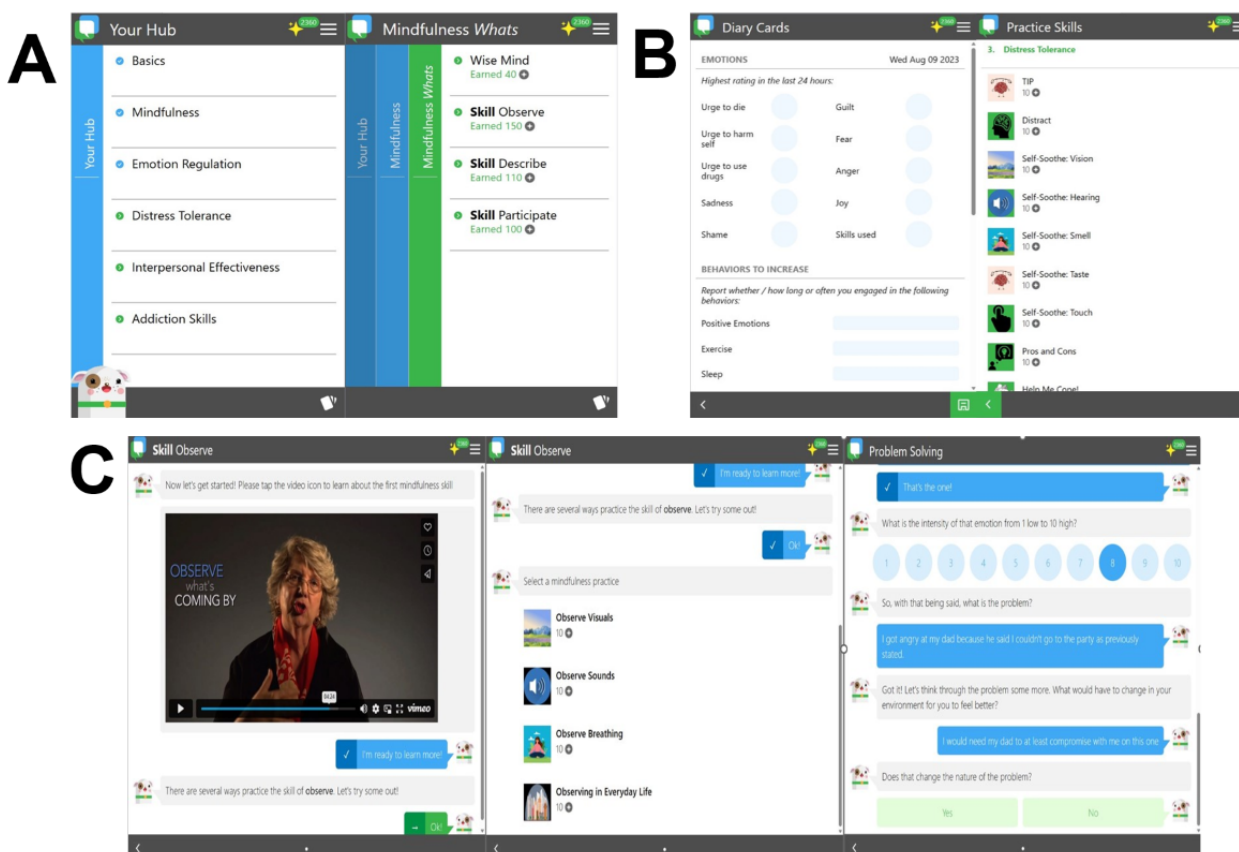 A
Your Hub
2360
Your Hub
Basics
Mindfulness
Emotion Regulation
Distress Tolerance
Interpersonal Effectiveness
Addiction Skills
Mindfulness Whats
2360
Your Hub
Mindfulness
Mindfulness Whats
Wise Mind
Earned 40
Skill Observe
Earned 150
Skill Describe
Earned 110
Skill Participate
Earned 100
B
Diary Cards
2360
EMOTIONS
Wed Aug 09 2023
Highest rating in the last 24 hours:
Urge to die
Guilt
Urge to harm
self
Fear
Urge to use
drugs
Anger
Sadness
Joy
Shame
Skills used
BEHAVIORS TO INCREASE
Report whether / how long or often you engaged in the following
behaviors:
Positive Emotions
Exercise
Sleep
Practice Skills
2360
3. Distress Tolerance
TIP
10
Distract
10
Self-Soothe: Vision
10
Self-Soothe: Hearing
10
Self-Soothe: Smell
10
Self-Soothe: Taste
10
Self-Soothe: Touch
10
Pros and Cons
10
Help Me Cope!
C
Skill Observe
2360
Now let's get started! Please tap the video icon to learn about the first mindfulness skill
OBSERVE
what's
COMING BY
04:24
vimeo
I'm ready to learn more!
There are several ways practice the skill of observe. Let's try some out!
Ok!
Skill Observe
2360
I'm ready to learn more!
There are several ways practice the skill of observe. Let's try some out!
Ok!
Select a mindfulness practice
Observe Visuals
10
Observe Sounds
10
Observe Breathing
10
Observing in Everyday Life
10
Problem Solving
2360
That's the one!
What is the intensity of that emotion from 1 low to 10 high?
1 2 3 4 5 6 7 8 9 10
So, with that being said, what is the problem?
I got angry at my dad because he said I couldn't go to the party as previously
stated.
Got it! Let's think through the problem some more. What would have to change in your
environment for you to feel better?
I would need my dad to at least compromise with me on this one
Does that change the nature of the problem?
Yes
No